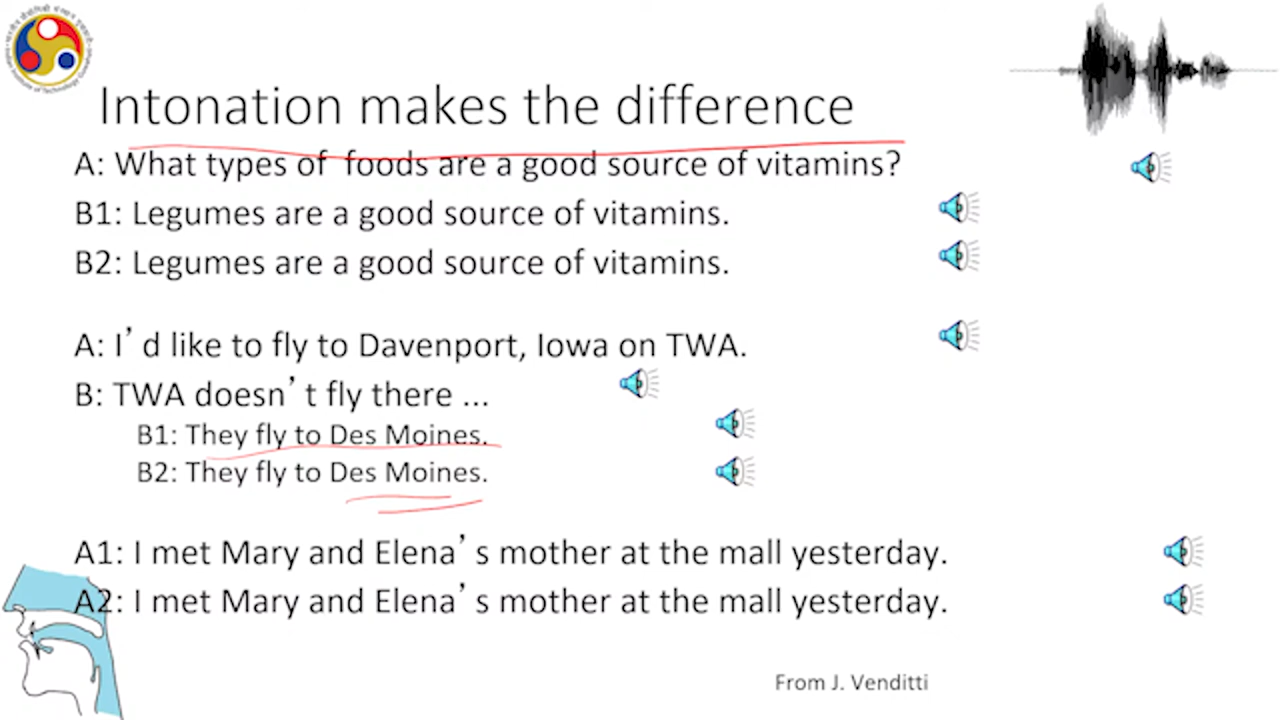 Intonation makes the difference
A: What types of foods are a good source of vitamins?
B1: Legumes are a good source of vitamins.
B2: Legumes are a good source of vitamins.
A: I’d like to fly to Davenport, Iowa on TWA.
B: TWA doesn’t fly there ...
B1: They fly to Des Moines.
B2: They fly to Des Moines.
A1: I met Mary and Elena’s mother at the mall yesterday.
A2: I met Mary and Elena’s mother at the mall yesterday.
From J. Venditti